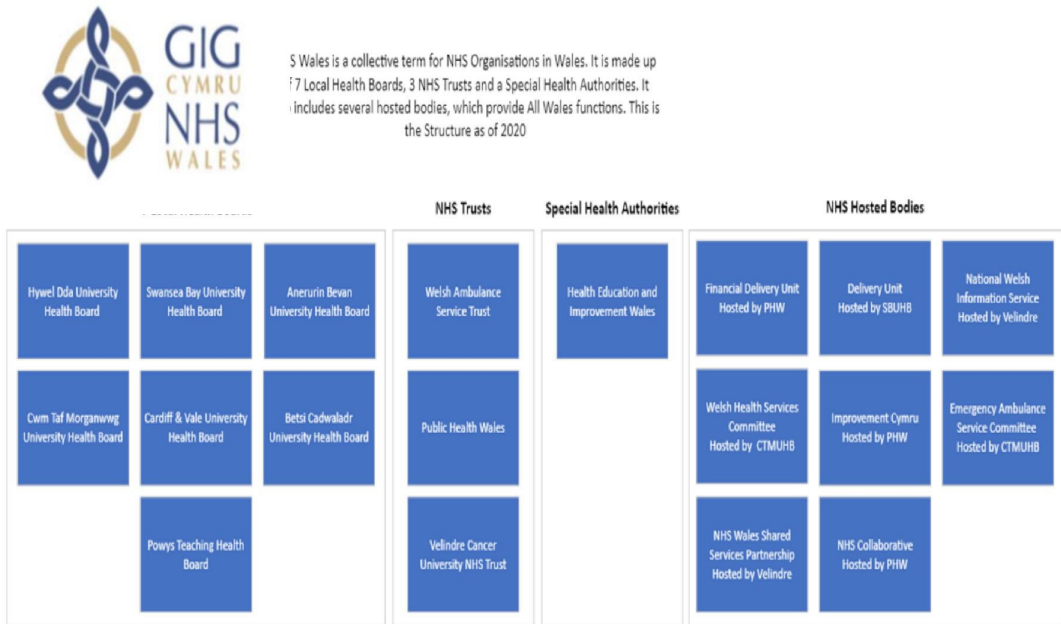 GIG
CYMRU
NHS
WALES
S Wales is a collective term for NHS Organisations in Wales. It is made up
7 Local Health Boards, 3 NHS Trusts and a Special Health Authorities. It
includes several hosted bodies, which provide All Wales functions. This is
the Structure as of 2020
NHS Trusts
Special Health Authorities
NHS Hosted Bodies
Hywel Dda University
Health Board
Swansea Bay University
Health Board
Anerurin Bevan
University Health Board
Cwm Taf Morganwwg
University Health Board
Cardiff & Vale University
Health Board
Betsi Cadwaladr
University Health Board
Powys Teaching Health
Board
Welsh Ambulance
Service Trust
Public Health Wales
Velindre Cancer
University NHS Trust
Health Education and
Improvement Wales
Financial Delivery Unit
Hosted by PHW
Delivery Unit
Hosted by SBUHB
National Welsh
Information Service
Hosted by Velindre
Welsh Health Services
Committee
Hosted by CTMUHB
Improvement Cymru
Hosted by PHW
Emergency Ambulance
Service Committee
Hosted by CTMUHB
NHS Wales Shared
Services Partnership
Hosted by Velindre
NHS Collaborative
Hosted by PHW